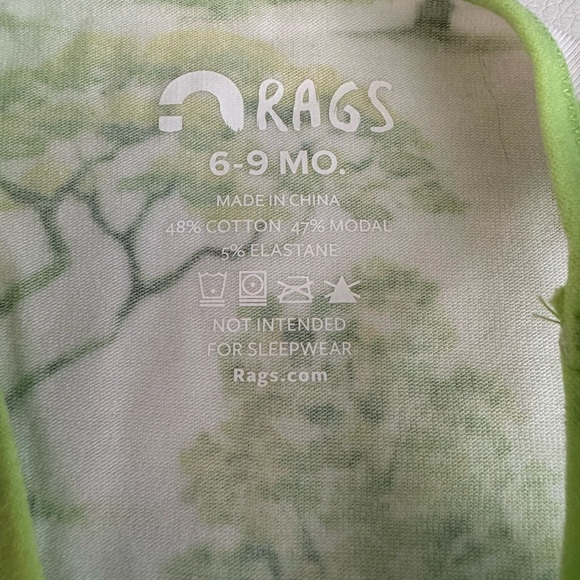 RAGS
6-9 MO.
MADE IN CHINA
48% COTTON 47% MODAL
5% ELASTANE
NOT INTENDED
FOR SLEEPWEAR
Rags.com